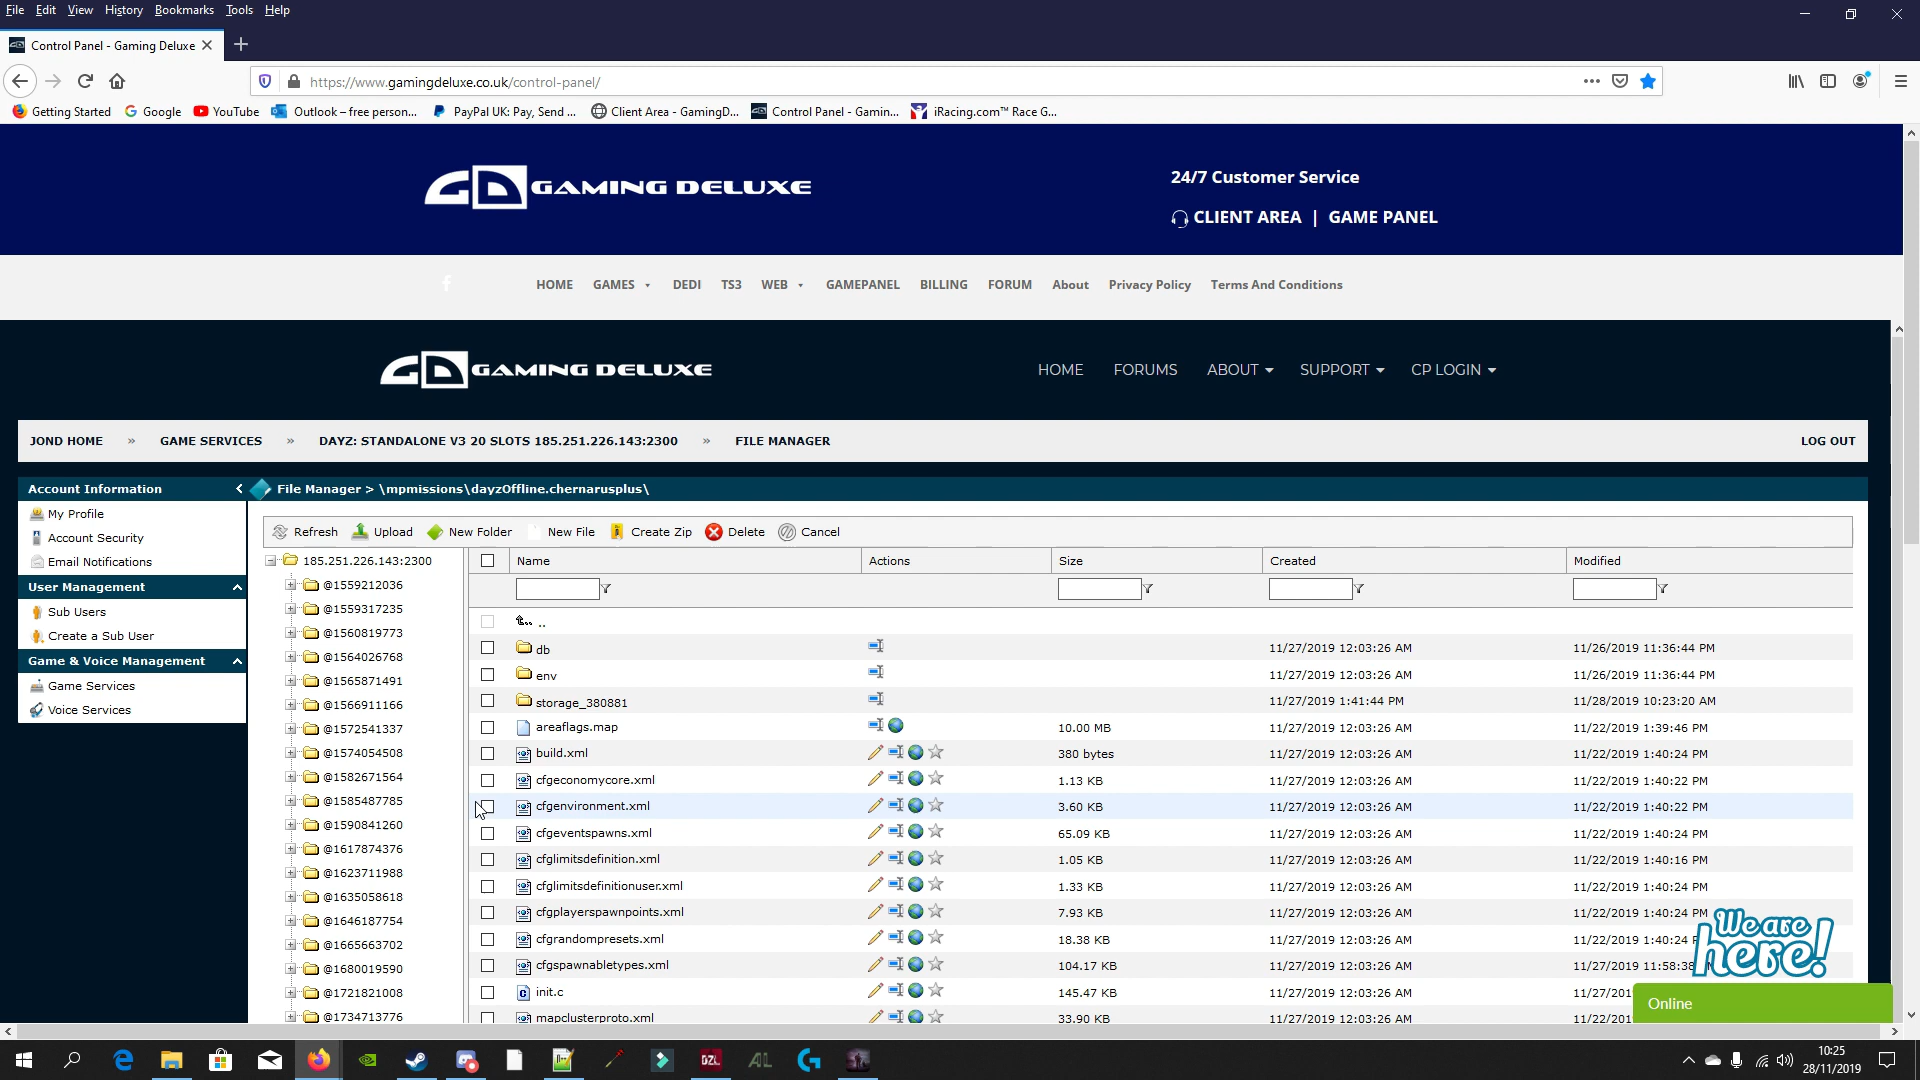 File Edit View History Bookmarks Tools Help
Control Panel - Gaming Deluxe
https://www.gamingdeluxe.co.uk/control-panel/
Getting Started Google YouTube Outlook – free person... PayPal UK: Pay, Send ... Client Area - GamingD... Control Panel - Gamin... iRacing.com™ Race G...
GD GAMING DELUXE
24/7 Customer Service
CLIENT AREA | GAME PANEL
HOME GAMES DEDI TS3 WEB GAMEPANEL BILLING FORUM About Privacy Policy Terms And Conditions
GD GAMING DELUXE
HOME FORUMS ABOUT SUPPORT CP LOGIN
JOND HOME » GAME SERVICES » DAYZ: STANDALONE V3 20 SLOTS 185.251.226.143:2300 » FILE MANAGER LOG OUT
Account Information
My Profile
Account Security
Email Notifications
User Management
Sub Users
Create a Sub User
Game & Voice Management
Game Services
Voice Services
File Manager > \mpmissions\dayzOffline.chernarusplus\
Refresh Upload New Folder New File Create Zip Delete Cancel
185.251.226.143:2300
@1559212036
@1559317235
@1560819773
@1564026768
@1565871491
@1566911166
@1572541337
@1574054508
@1582671564
@1585487785
@1590841260
@1617874376
@1623711988
@1635058618
@1646187754
@1665663702
@1680019590
@1721821008
@1734713776
Name Actions Size Created Modified
..
db 11/27/2019 12:03:26 AM 11/26/2019 11:36:44 PM
env 11/27/2019 12:03:26 AM 11/26/2019 11:36:44 PM
storage_380881 11/27/2019 1:41:44 PM 11/28/2019 10:23:20 AM
areaflags.map 10.00 MB 11/27/2019 12:03:26 AM 11/22/2019 1:39:46 PM
build.xml 380 bytes 11/27/2019 12:03:26 AM 11/22/2019 1:40:24 PM
cfgeconomycore.xml 1.13 KB 11/27/2019 12:03:26 AM 11/22/2019 1:40:22 PM
cfgenvironment.xml 3.60 KB 11/27/2019 12:03:26 AM 11/22/2019 1:40:22 PM
cfgeventspawns.xml 65.09 KB 11/27/2019 12:03:26 AM 11/22/2019 1:40:24 PM
cfglimitsdefinition.xml 1.05 KB 11/27/2019 12:03:26 AM 11/22/2019 1:40:16 PM
cfglimitsdefinitionuser.xml 1.33 KB 11/27/2019 12:03:26 AM 11/22/2019 1:40:24 PM
cfgplayerspawnpoints.xml 7.93 KB 11/27/2019 12:03:26 AM 11/22/2019 1:40:24 PM
cfgrandompresets.xml 18.38 KB 11/27/2019 12:03:26 AM 11/22/2019 1:40:24
cfgspawnabletypes.xml 104.17 KB 11/27/2019 12:03:26 AM 11/27/2019 11:58:38
init.c 145.47 KB 11/27/2019 12:03:26 AM
mapclusterproto.xml 33.90 KB 11/27/2019 12:03:26 AM
We are here!
Online
DZL AL
10:25
28/11/2019